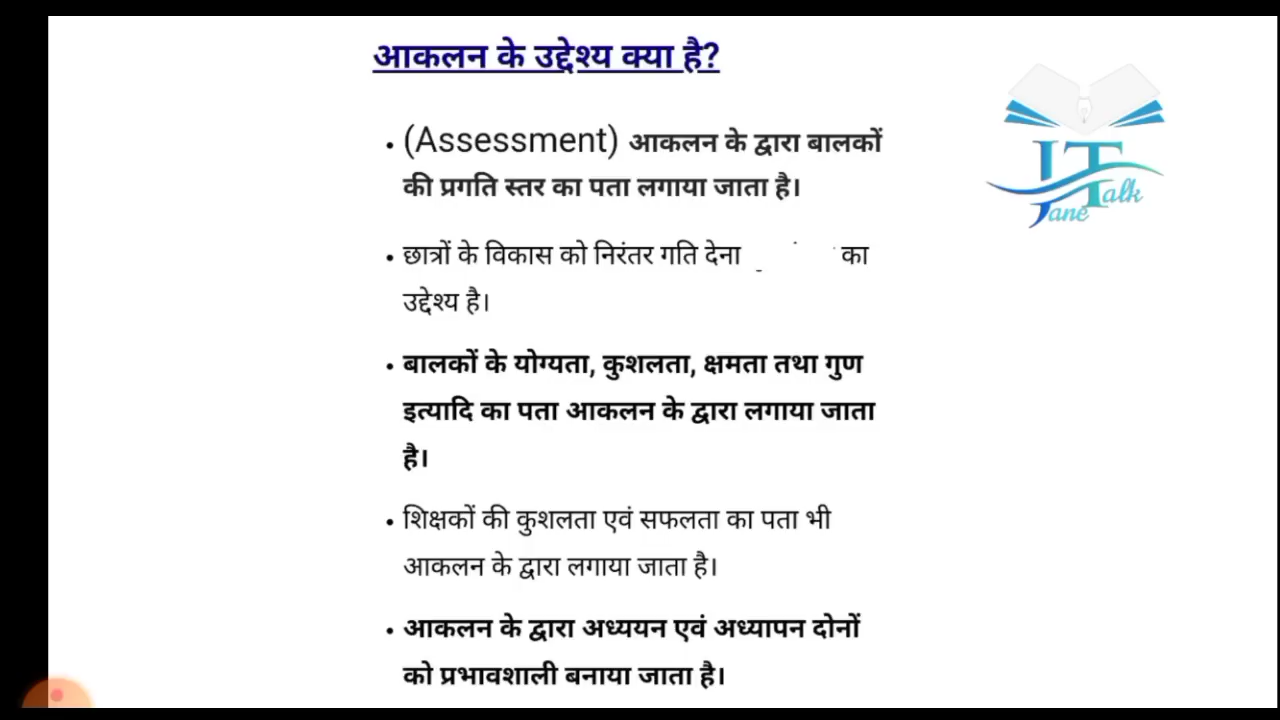 आकलन के उद्देश्य क्या है?
• (Assessment) आकलन के द्वारा बालकों
की प्रगति स्तर का पता लगाया जाता है।
• छात्रों के विकास को निरंतर गति देना का
उद्देश्य है।
• बालकों के योग्यता, कुशलता, क्षमता तथा गुण
इत्यादि का पता आकलन के द्वारा लगाया जाता
है।
• शिक्षकों की कुशलता एवं सफलता का पता भी
आकलन के द्वारा लगाया जाता है।
• आकलन के द्वारा अध्ययन एवं अध्यापन दोनों
को प्रभावशाली बनाया जाता है।
JT
Jane Talk